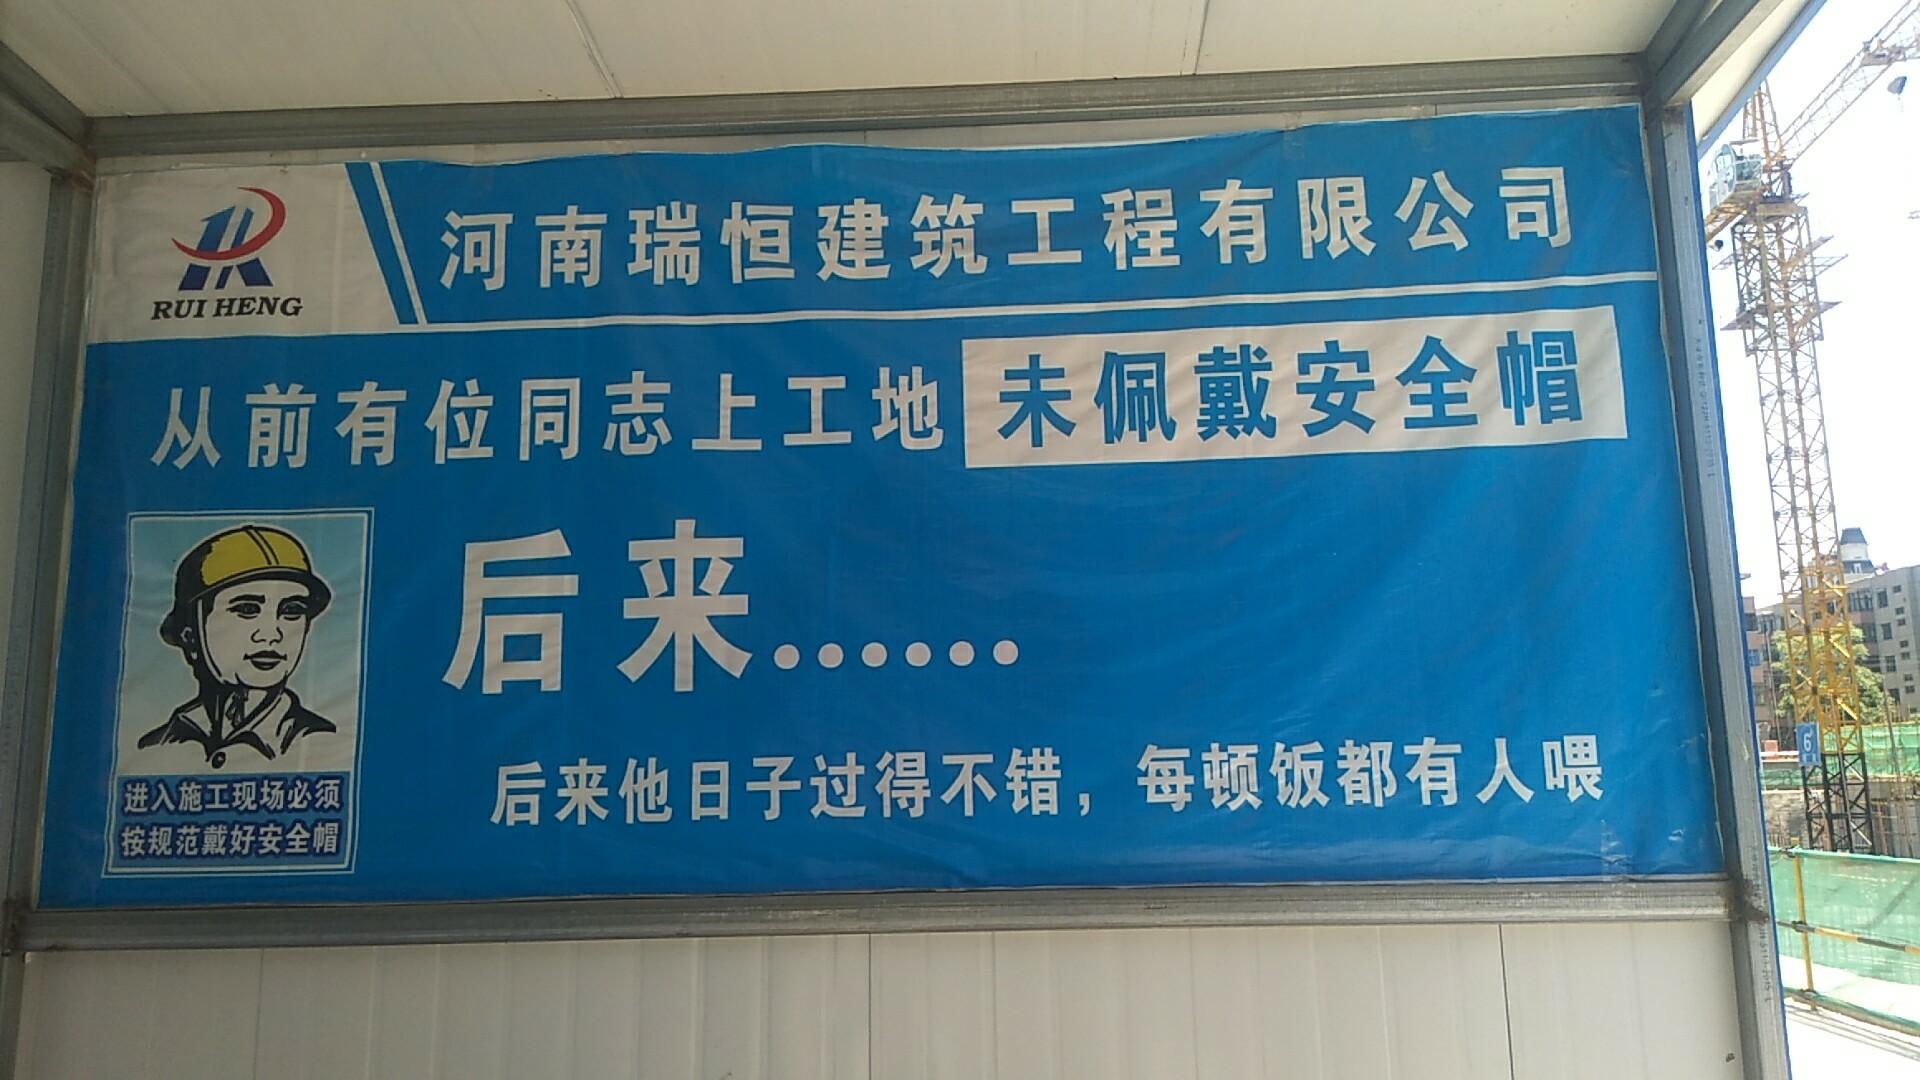 RUI HENG
河南瑞恒建筑工程有限公司
从前有位同志上工地 未佩戴安全帽
后来......
后来他日子过得不错，每顿饭都有人喂
进入施工现场必须
按规范戴好安全帽